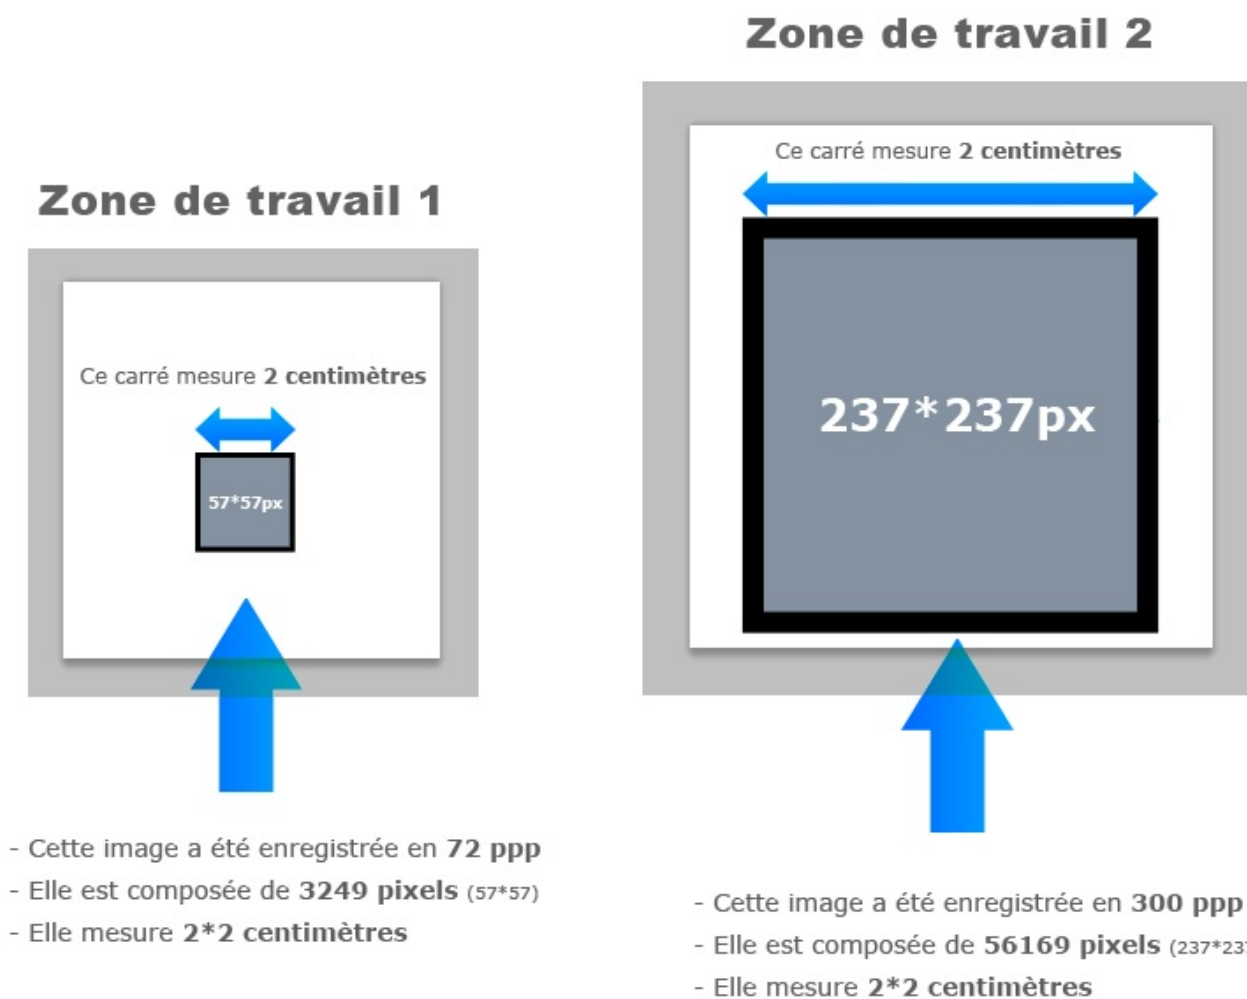 Zone de travail 1
Ce carré mesure 2 centimètres
57*57px
- Cette image a été enregistrée en 72 ppp
- Elle est composée de 3249 pixels (57*57)
- Elle mesure 2*2 centimètres
Zone de travail 2
Ce carré mesure 2 centimètres
237*237px
- Cette image a été enregistrée en 300 ppp
- Elle est composée de 56169 pixels (237*23
- Elle mesure 2*2 centimètres